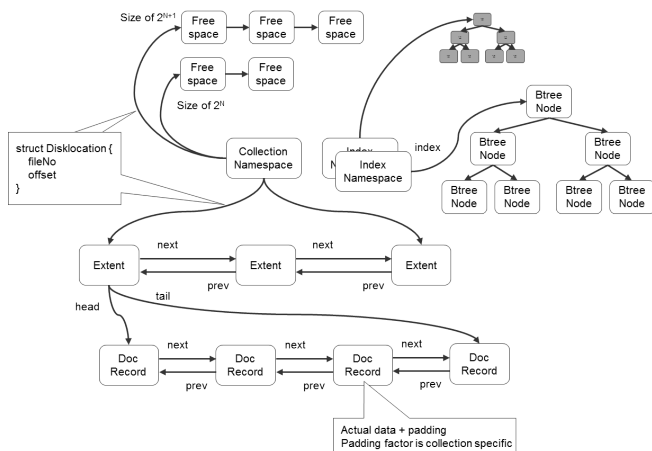 Size of 2N+1
Free space
Free space
Free space
Free space
Free space
Size of 2N
struct Disklocation {
fileNo
offset
}
Collection Namespace
Index
Index Namespace
index
Btree Node
Btree Node
Btree Node
Btree Node
Btree Node
Btree Node
Btree Node
next
next
Extent
Extent
Extent
prev
prev
head
tail
next
next
next
Doc Record
Doc Record
Doc Record
Doc Record
prev
prev
prev
Actual data + padding
Padding factor is collection specific